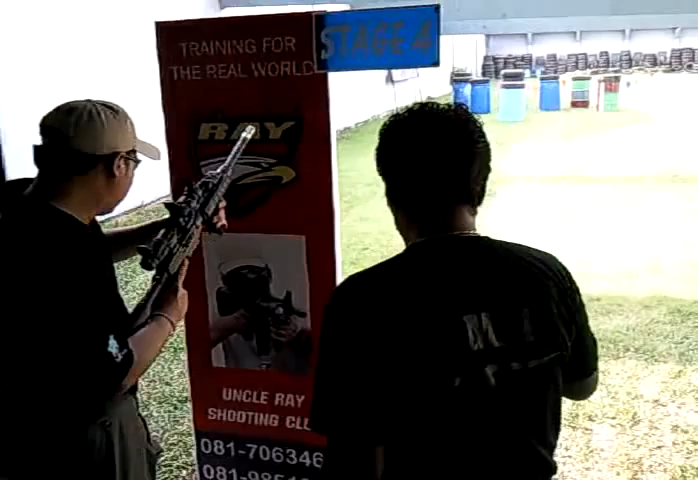 STAGE 4
TRAINING FOR
THE REAL WORLD
RAY
UNCLE RAY
SHOOTING CLU
081-706346